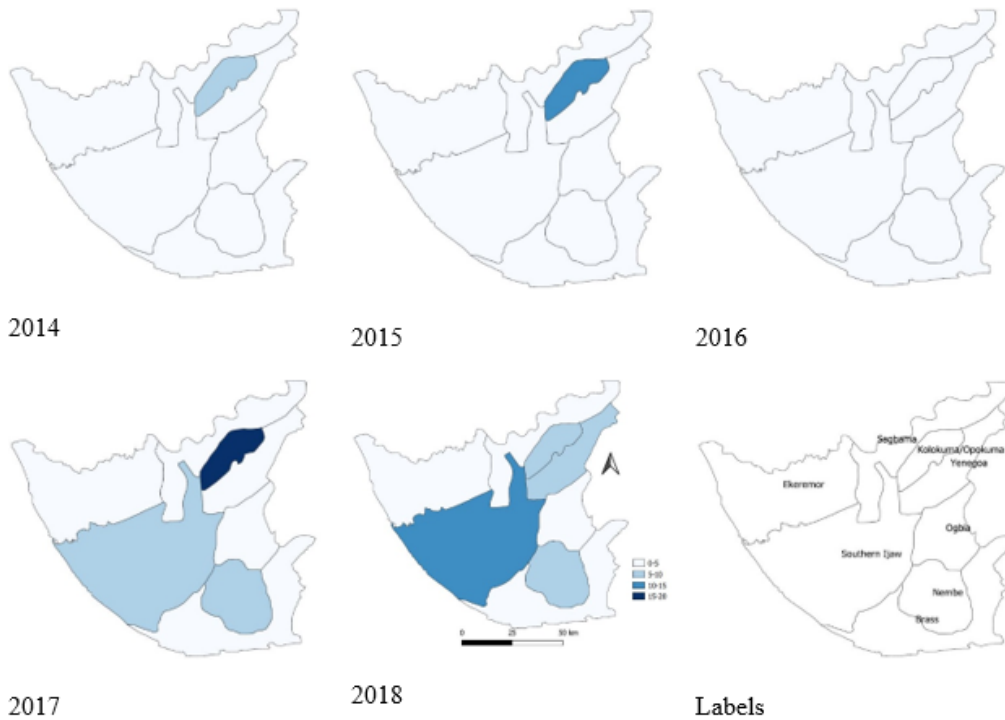 2014
2015
2016
2017
2018
0-5
5-10
10-15
15-20
0 25 50 km
Segbama
Kolokuma/Opokuma
Yenegoa
Ekeremor
Ogbia
Southern Ijaw
Nembe
Brass
Labels